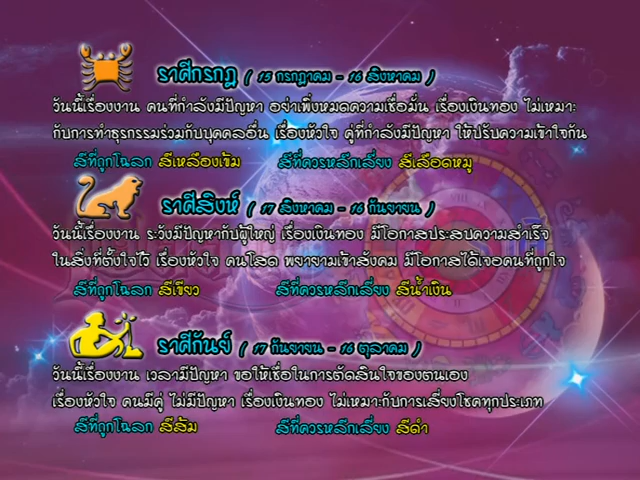 ราศีกรกฎ ( 15 กรกฎาคม - 16 สิงหาคม )
วันนี้เรื่องงาน คนที่กำลังมีปัญหา อย่าเพิ่งหมดความเชื่อมั่น เรื่องเงินทอง ไม่เหมาะ
กับการทำธุรกรรมร่วมกับบุคคลอื่น เรื่องหัวใจ คู่ที่กำลังมีปัญหา ให้ปรับความเข้าใจกัน
สีที่ถูกโฉลก สีเหลืองเข้ม สีที่ควรหลีกเลี่ยง สีเลือดหมู
ราศีสิงห์ ( 17 สิงหาคม - 16 กันยายน )
วันนี้เรื่องงาน ระวังมีปัญหากับผู้ใหญ่ เรื่องเงินทอง มีโอกาสประสบความสำเร็จ
ในสิ่งที่ตั้งใจไว้ เรื่องหัวใจ คนโสด พยายามเข้าสังคม มีโอกาสได้เจอคนที่ถูกใจ
สีที่ถูกโฉลก สีเขียว สีที่ควรหลีกเลี่ยง สีน้ำเงิน
ราศีกันย์ ( 17 กันยายน - 16 ตุลาคม )
วันนี้เรื่องงาน เวลามีปัญหา ขอให้เชื่อในการตัดสินใจของตนเอง
เรื่องหัวใจ คนมีคู่ ไม่มีปัญหา เรื่องเงินทอง ไม่เหมาะกับการเสี่ยงโชคทุกประเภท
สีที่ถูกโฉลก สีส้ม สีที่ควรหลีกเลี่ยง สีดำ